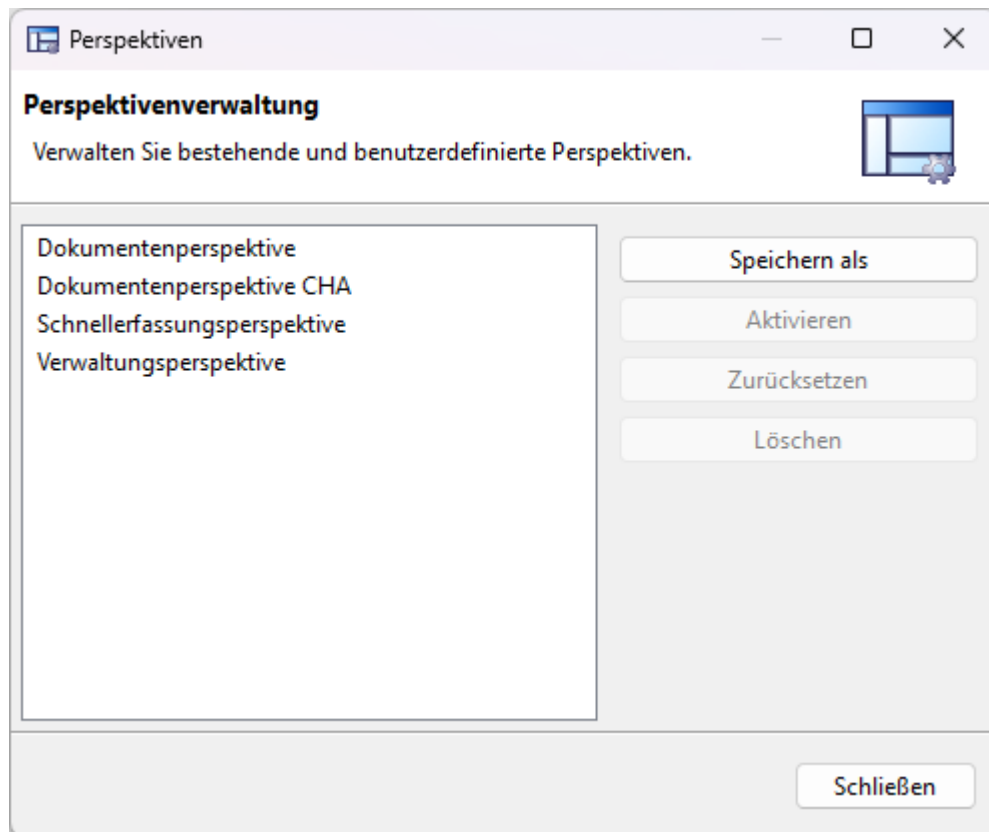 Perspektiven
Perspektivenverwaltung
Verwalten Sie bestehende und benutzerdefinierte Perspektiven.
Dokumentenperspektive
Dokumentenperspektive CHA
Schnellerfassungsperspektive
Verwaltungsperspektive
Speichern als
Aktivieren
Zurücksetzen
Löschen
Schließen